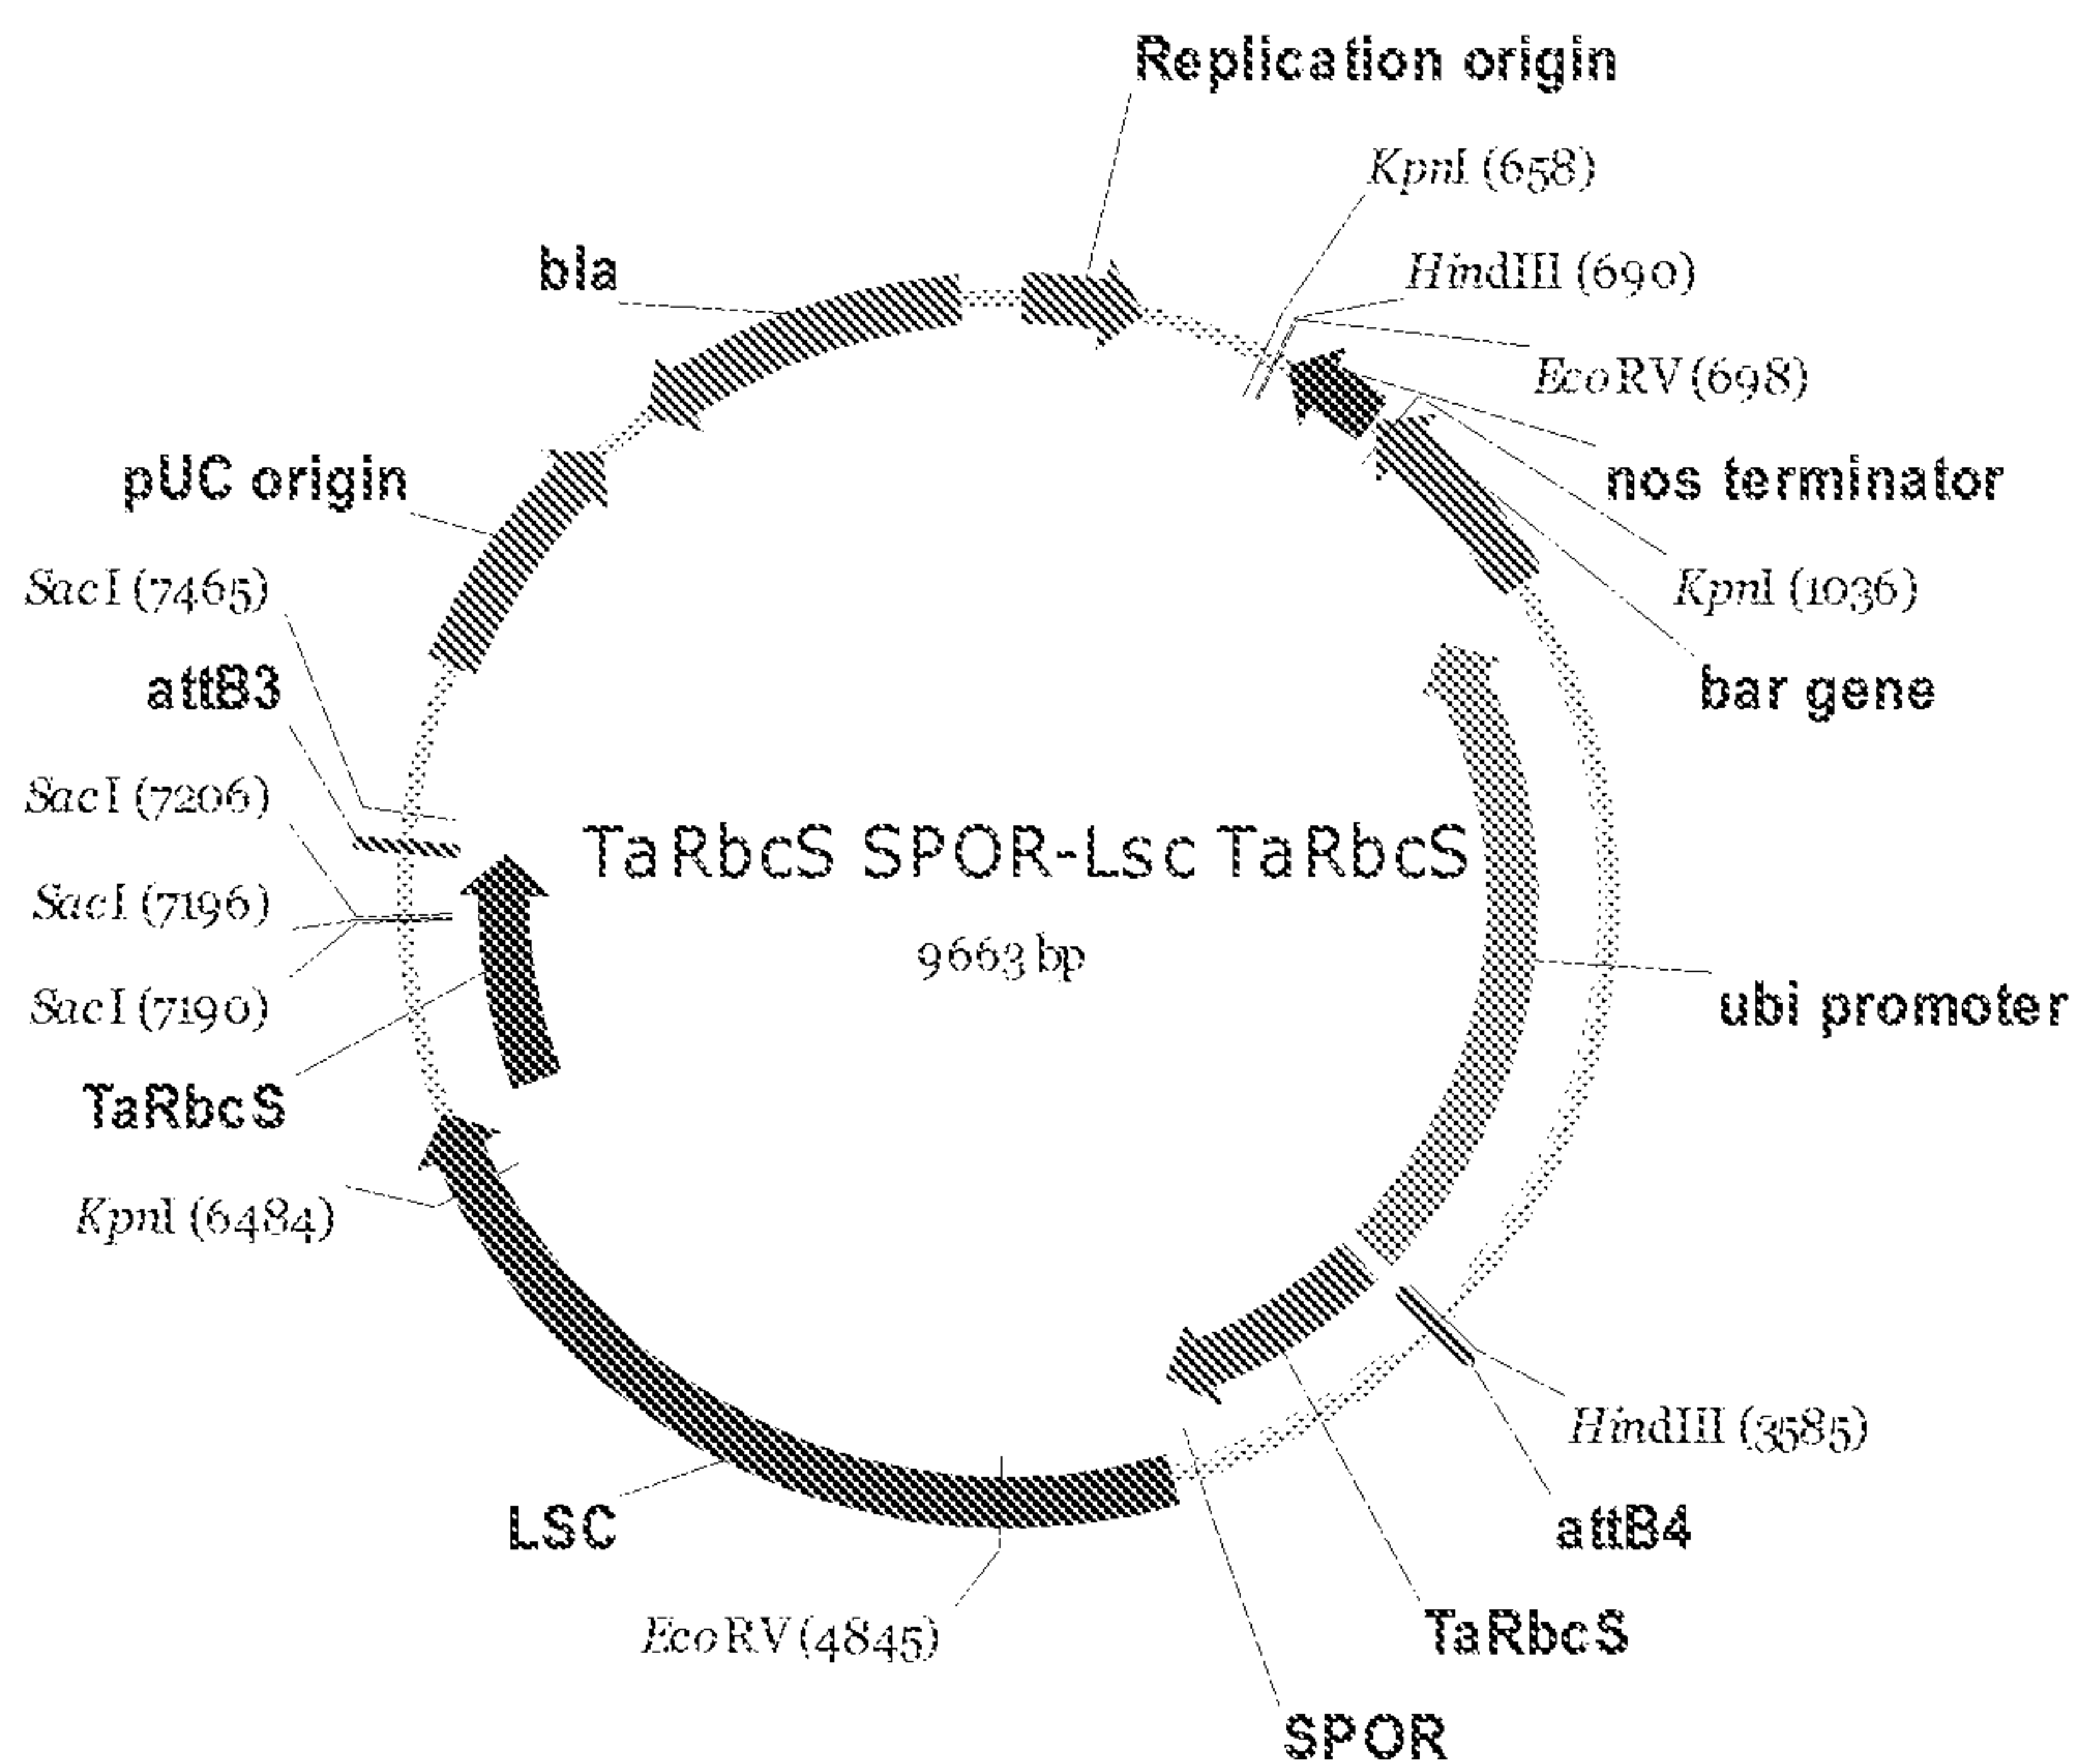 Replication origin
KpnI (658)
bla
HindIII (690)
EcoRV (698)
pUC origin
nos terminator
SacI (7465)
KpnI (1036)
attB3
bar gene
SacI (7206)
TaRbcS SPOR-Lsc TaRbcS
SacI (7196)
9663 bp
SacI (7190)
ubi promoter
TaRbcS
KpnI (6484)
HindIII (3585)
LSC
attB4
EcoRV (4845)
TaRbcS
SPOR